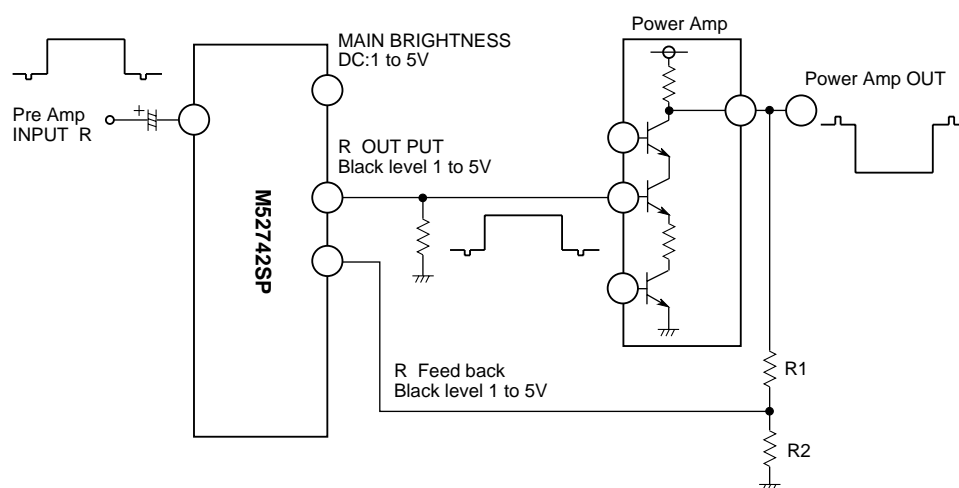 Power Amp
MAIN BRIGHTNESS
DC:1 to 5V
Power Amp OUT
Pre Amp
INPUT R
+
R OUT PUT
Black level 1 to 5V
M52742SP
R Feed back
Black level 1 to 5V
R1
R2